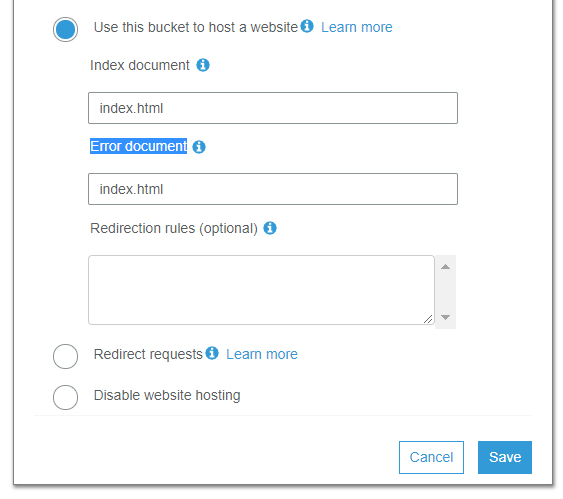 Use this bucket to host a website Learn more
Index document
index.html
Error document
index.html
Redirection rules (optional)
Redirect requests Learn more
Disable website hosting
Cancel Save